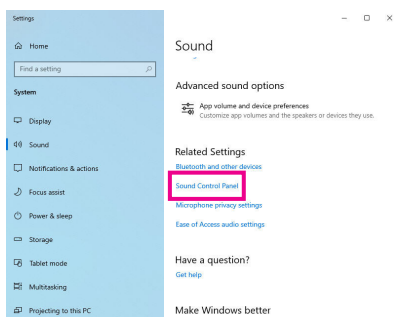 Settings
Home
Find a setting
System
Display
Sound
Notifications & actions
Focus assist
Power & sleep
Storage
Tablet mode
Multitasking
Projecting to this PC
Sound
Advanced sound options
App volume and device preferences
Customize app volumes and the speakers or devices they use.
Related Settings
Bluetooth and other devices
Sound Control Panel
Microphone privacy settings
Ease of Access audio settings
Have a question?
Get help
Make Windows better